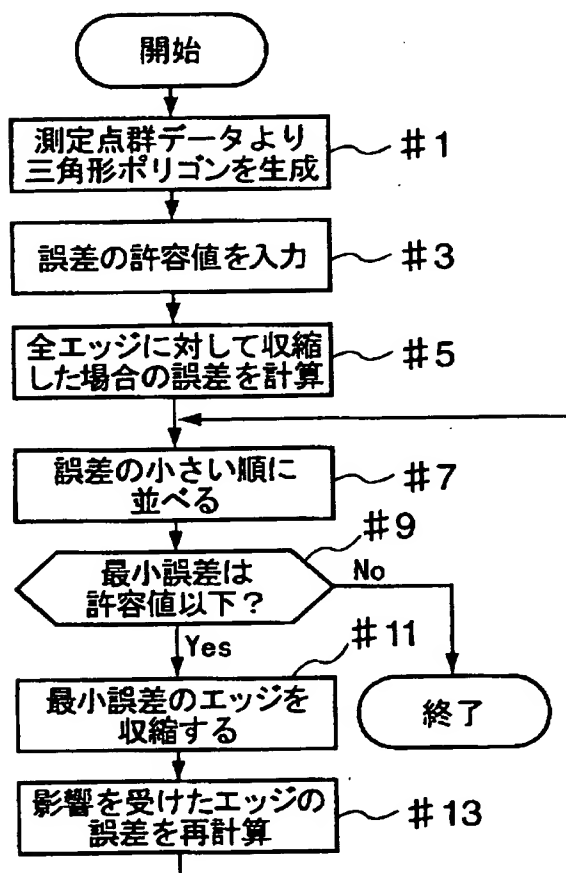 開始
測定点群データより
三角形ポリゴンを生成
#1
誤差の許容値を入力
#3
全エッジに対して収縮
した場合の誤差を計算
#5
誤差の小さい順に
並べる
#7
#9
最小誤差は
許容値以下?
No
Yes
#11
最小誤差のエッジを
収縮する
終了
影響を受けたエッジの
誤差を再計算
#13